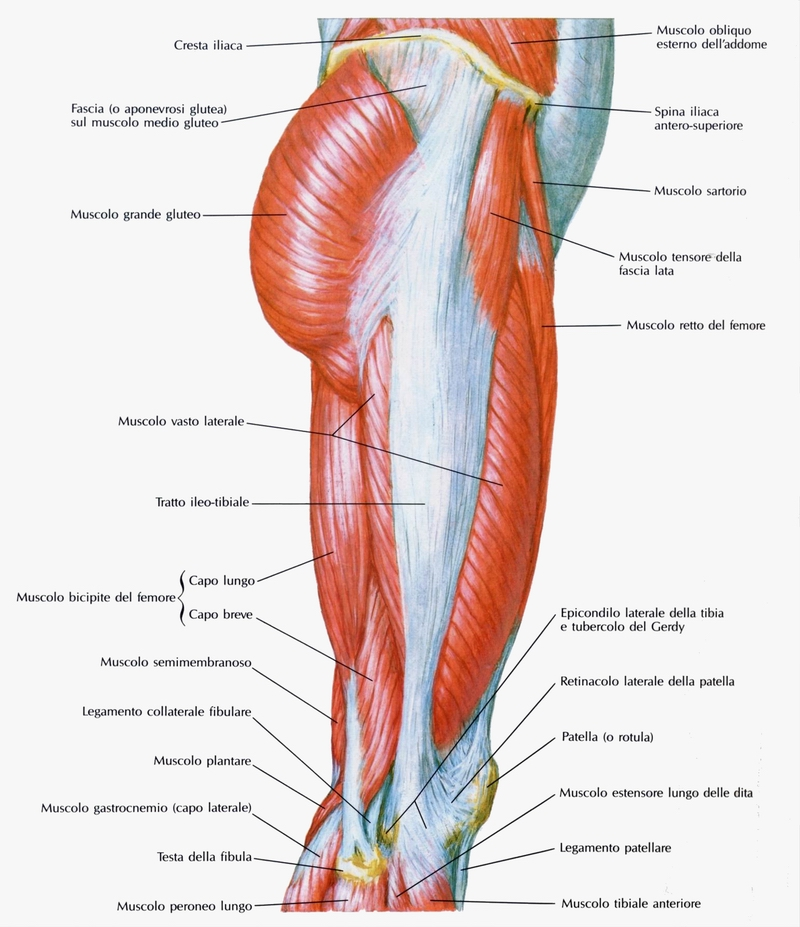 Cresta iliaca
Fascia (o aponevrosi glutea)
sul muscolo medio gluteo
Muscolo grande gluteo
Muscolo vasto laterale
Tratto ileo-tibiale
Muscolo bicipite del femore
Capo lungo
Capo breve
Muscolo semimembranoso
Legamento collaterale fibulare
Muscolo plantare
Muscolo gastrocnemio (capo laterale)
Testa della fibula
Muscolo peroneo lungo
Muscolo obliquo
esterno dell'addome
Spina iliaca
antero-superiore
Muscolo sartorio
Muscolo tensore della
fascia lata
Muscolo retto del femore
Epicondilo laterale della tibia
e tubercolo del Gerdy
Retinacolo laterale della patella
Patella (o rotula)
Muscolo estensore lungo delle dita
Legamento patellare
Muscolo tibiale anteriore